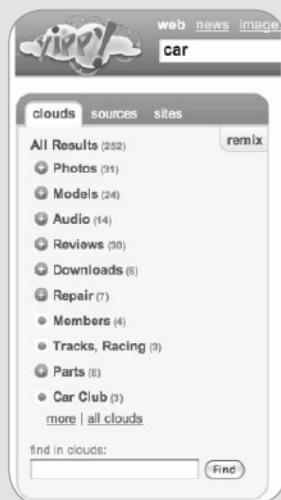 yippy!
web news image
car
clouds sources sites
All Results (252) remix
Photos (31)
Models (24)
Audio (14)
Reviews (30)
Downloads (6)
Repair (7)
Members (4)
Tracks, Racing (3)
Parts (8)
Car Club (3)
more | all clouds
find in clouds:
Find